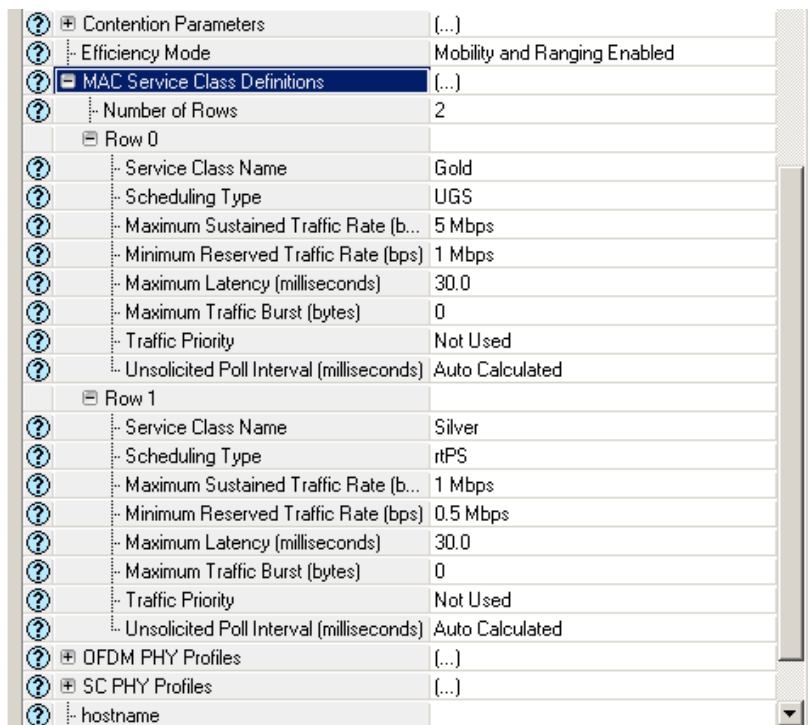 Contention Parameters (...)
Efficiency Mode Mobility and Ranging Enabled
MAC Service Class Definitions (...)
Number of Rows 2
Row 0
Service Class Name Gold
Scheduling Type UGS
Maximum Sustained Traffic Rate (b... 5 Mbps
Minimum Reserved Traffic Rate (bps) 1 Mbps
Maximum Latency (milliseconds) 30.0
Maximum Traffic Burst (bytes) 0
Traffic Priority Not Used
Unsolicited Poll Interval (milliseconds) Auto Calculated
Row 1
Service Class Name Silver
Scheduling Type rtPS
Maximum Sustained Traffic Rate (b... 1 Mbps
Minimum Reserved Traffic Rate (bps) 0.5 Mbps
Maximum Latency (milliseconds) 30.0
Maximum Traffic Burst (bytes) 0
Traffic Priority Not Used
Unsolicited Poll Interval (milliseconds) Auto Calculated
OFDM PHY Profiles (...)
SC PHY Profiles (...)
hostname